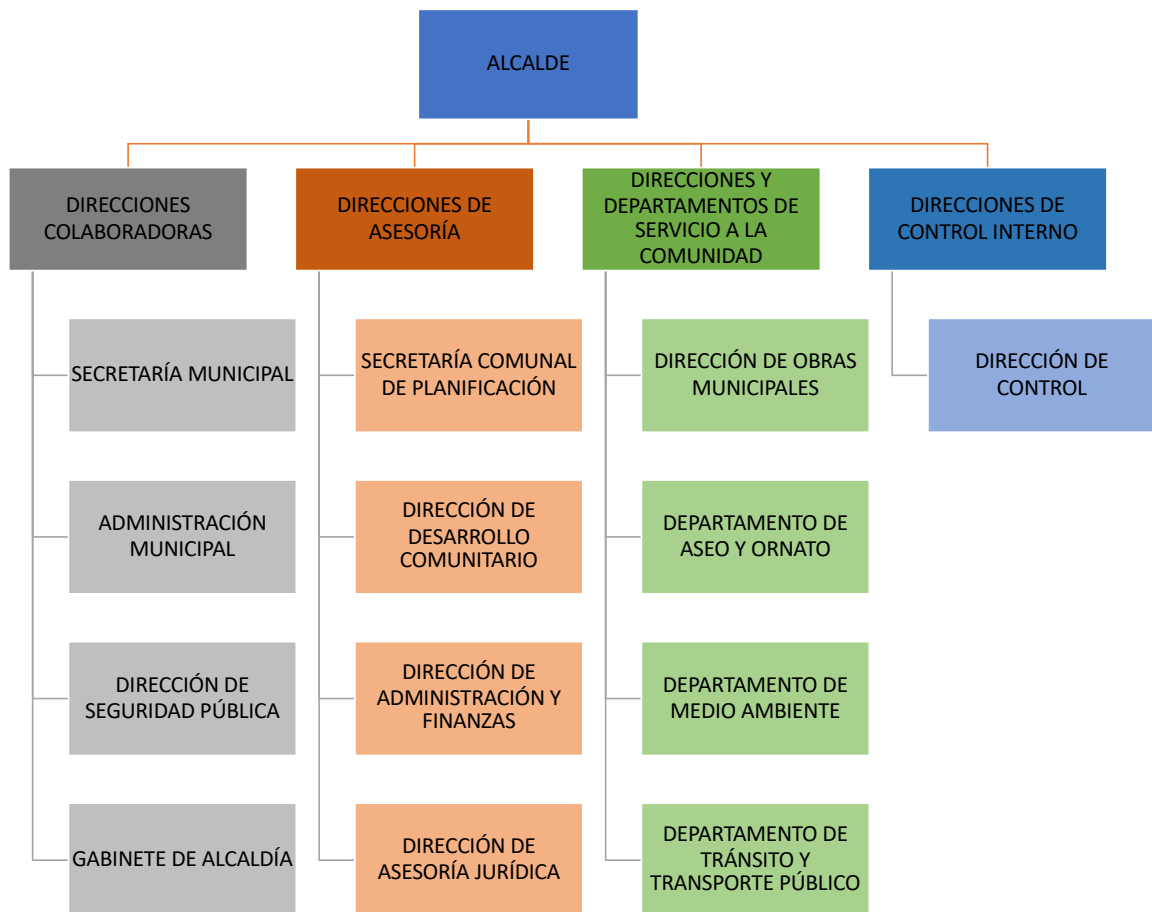 ALCALDE
DIRECCIONES
COLABORADORAS
SECRETARÍA MUNICIPAL
ADMINISTRACIÓN
MUNICIPAL
DIRECCIÓN DE
SEGURIDAD PÚBLICA
GABINETE DE ALCALDÍA
DIRECCIONES DE
ASESORÍA
SECRETARÍA COMUNAL
DE PLANIFICACIÓN
DIRECCIÓN DE
DESARROLLO
COMUNITARIO
DIRECCIÓN DE
ADMINISTRACIÓN Y
FINANZAS
DIRECCIÓN DE
ASESORÍA JURÍDICA
DIRECCIONES Y
DEPARTAMENTOS DE
SERVICIO A LA
COMUNIDAD
DIRECCIÓN DE OBRAS
MUNICIPALES
DEPARTAMENTO DE
ASEO Y ORNATO
DEPARTAMENTO DE
MEDIO AMBIENTE
DEPARTAMENTO DE
TRÁNSITO Y
TRANSPORTE PÚBLICO
DIRECCIONES DE
CONTROL INTERNO
DIRECCIÓN DE
CONTROL